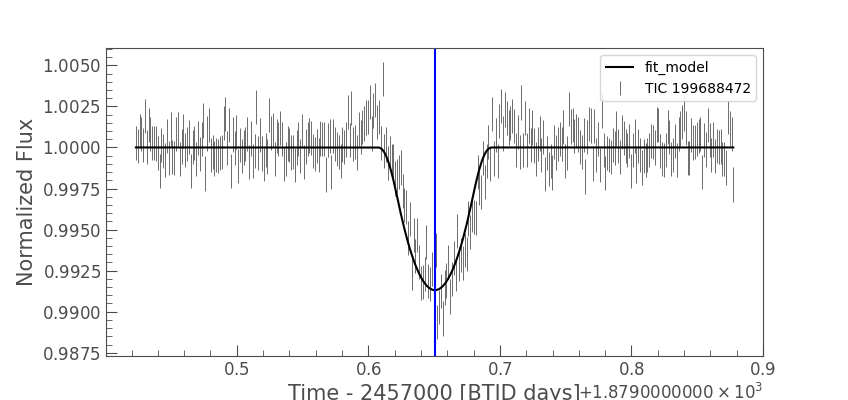 1.0050
1.0025
1.0000
0.9975
0.9950
0.9925
0.9900
0.9875
Normalized Flux
fit_model
TIC 199688472
0.5 0.6 0.7 0.8 0.9
Time - 2457000 [BTJD days]
+1.8790000000 × 10³